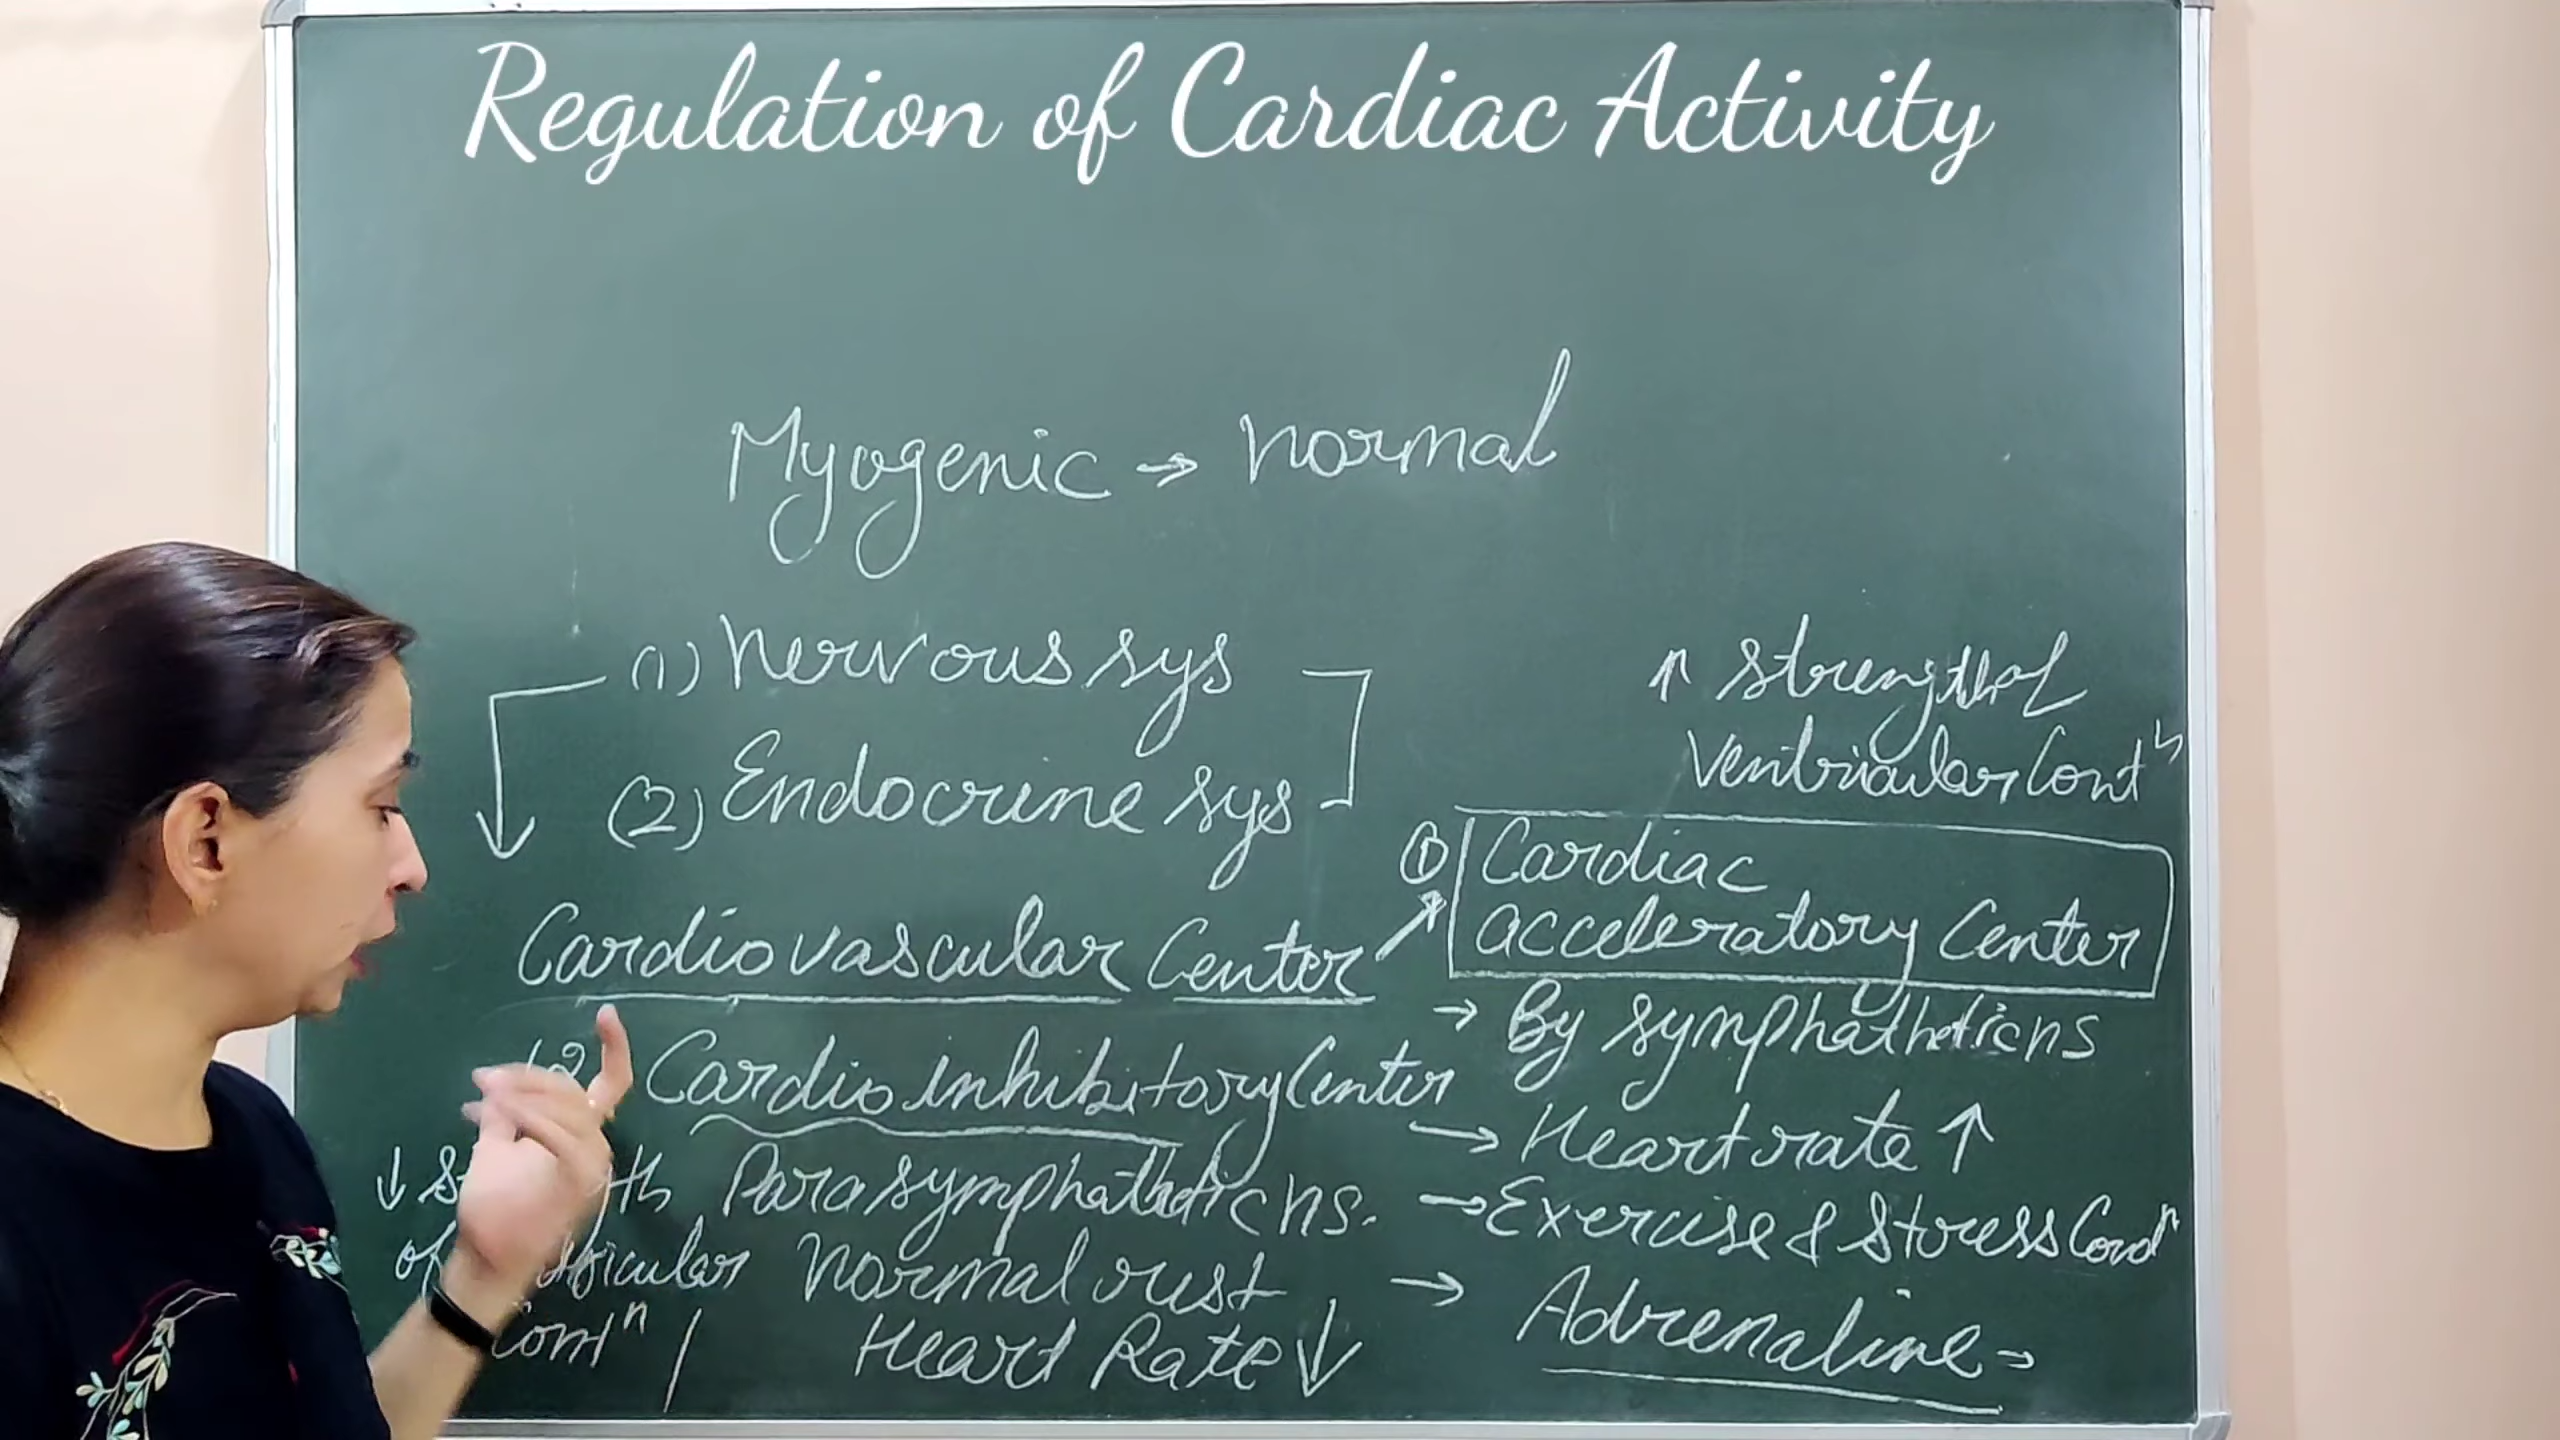 Regulation of Cardiac Activity
Myogenic → normal
(1) Nervous sys
(2) Endocrine sys
Cardiovascular Center
↑ strength of
Ventricular Contn
① Cardiac
acceleratory Center
→ By symphathetic ns
→ Heart rate ↑
→ Exercise & Stress Condn
→ Adrenaline →
(2) Cardio inhibitory Center
Parasymphathetic ns.
Normal rest
Heart Rate ↓
↓
of
Contn